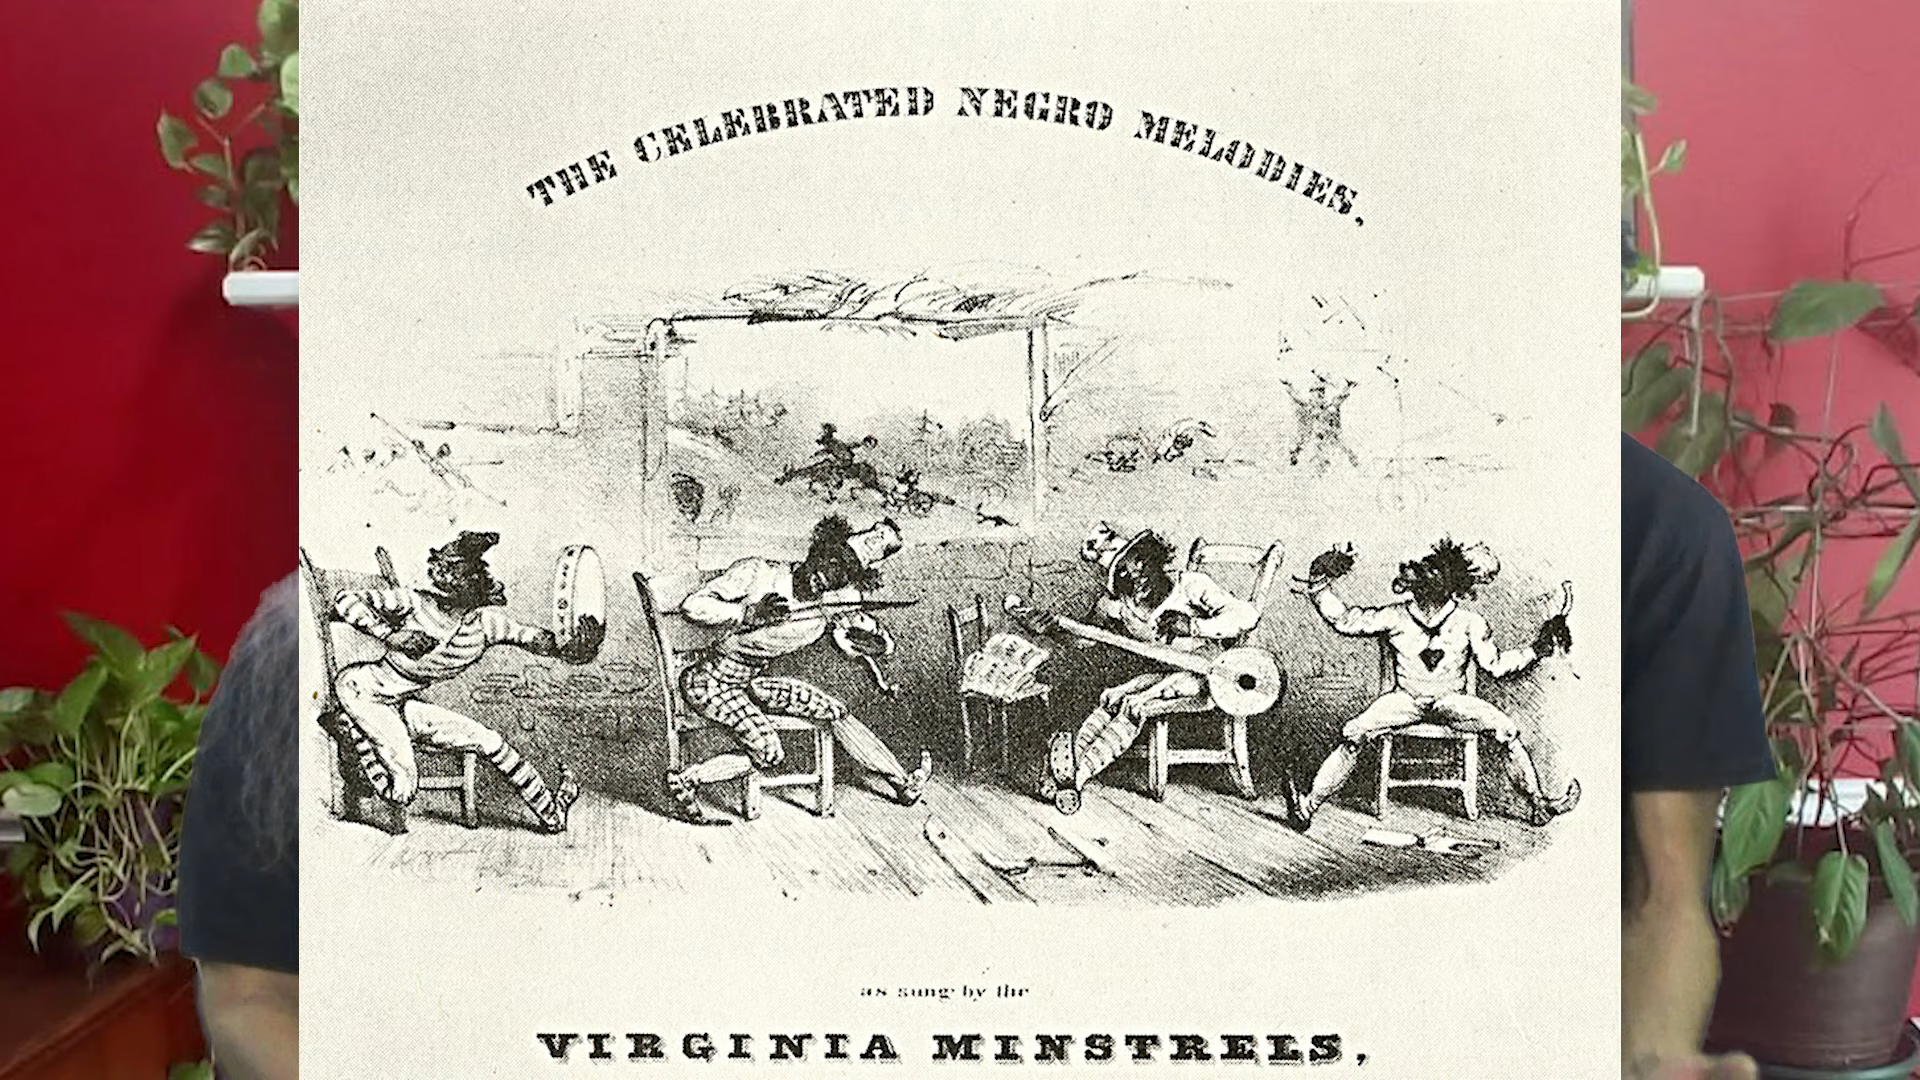 THE CELEBRATED NEGRO MELODIES,
as sung by the
VIRGINIA MINSTRELS,